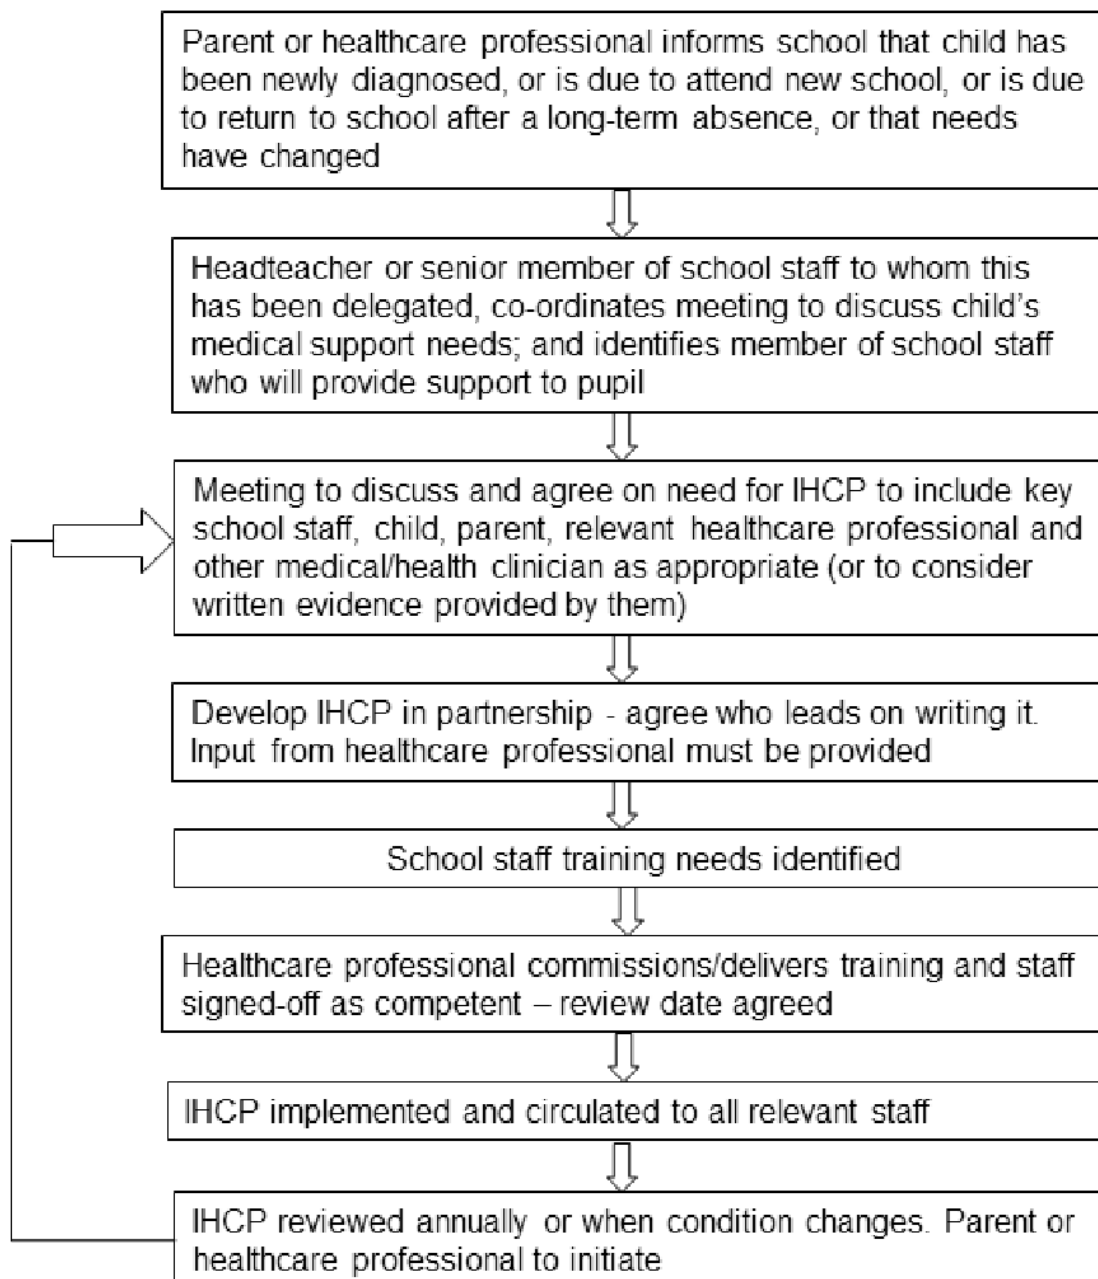 Parent or healthcare professional informs school that child has
been newly diagnosed, or is due to attend new school, or is due
to return to school after a long-term absence, or that needs
have changed
Headteacher or senior member of school staff to whom this
has been delegated, co-ordinates meeting to discuss child's
medical support needs; and identifies member of school staff
who will provide support to pupil
Meeting to discuss and agree on need for IHCP to include key
school staff, child, parent, relevant healthcare professional and
other medical/health clinician as appropriate (or to consider
written evidence provided by them)
Develop IHCP in partnership - agree who leads on writing it.
Input from healthcare professional must be provided
School staff training needs identified
Healthcare professional commissions/delivers training and staff
signed-off as competent – review date agreed
IHCP implemented and circulated to all relevant staff
IHCP reviewed annually or when condition changes. Parent or
healthcare professional to initiate